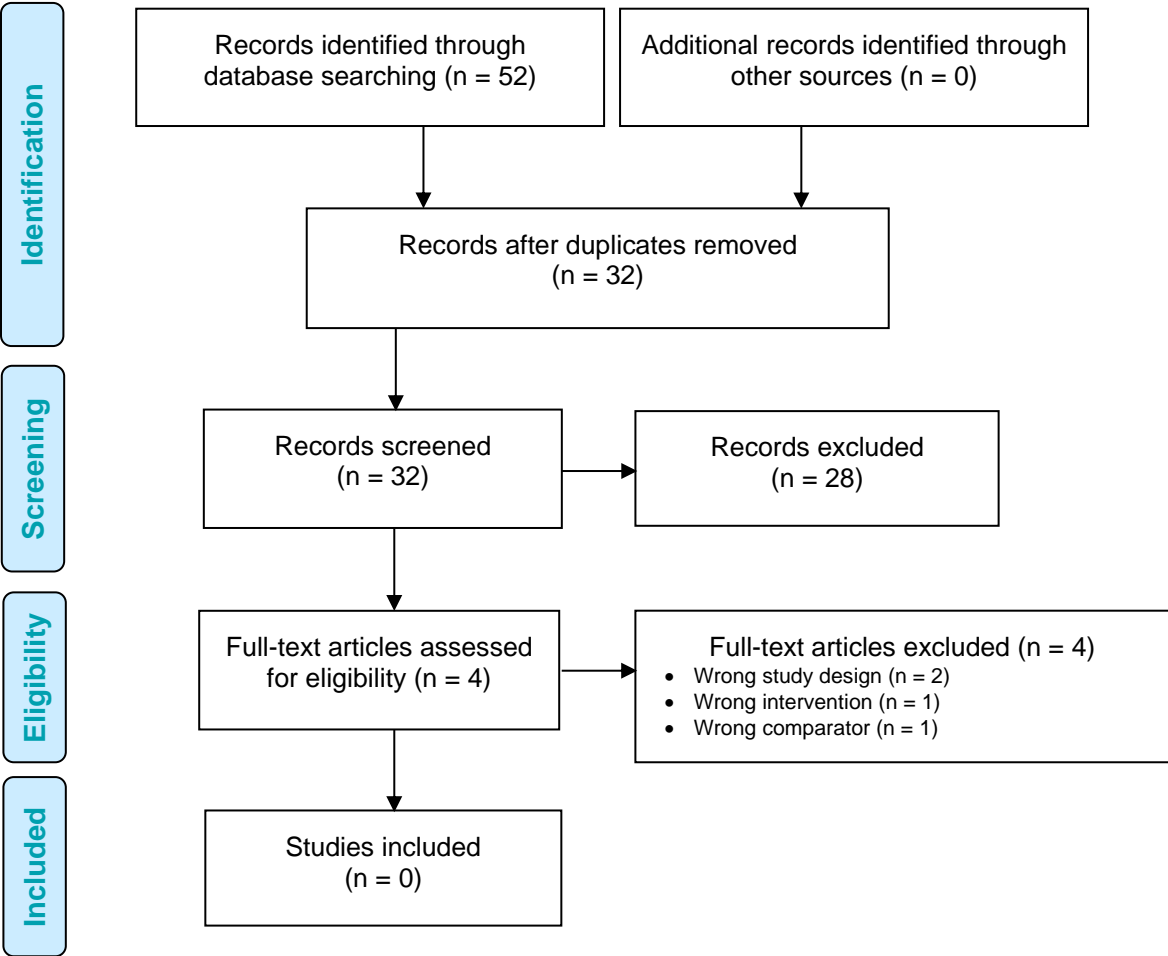 Identification
Records identified through
database searching (n = 52)
Additional records identified through
other sources (n = 0)
Records after duplicates removed
(n = 32)
Screening
Records screened
(n = 32)
Records excluded
(n = 28)
Eligibility
Full-text articles assessed
for eligibility (n = 4)
Full-text articles excluded (n = 4)
• Wrong study design (n = 2)
• Wrong intervention (n = 1)
• Wrong comparator (n = 1)
Included
Studies included
(n = 0)